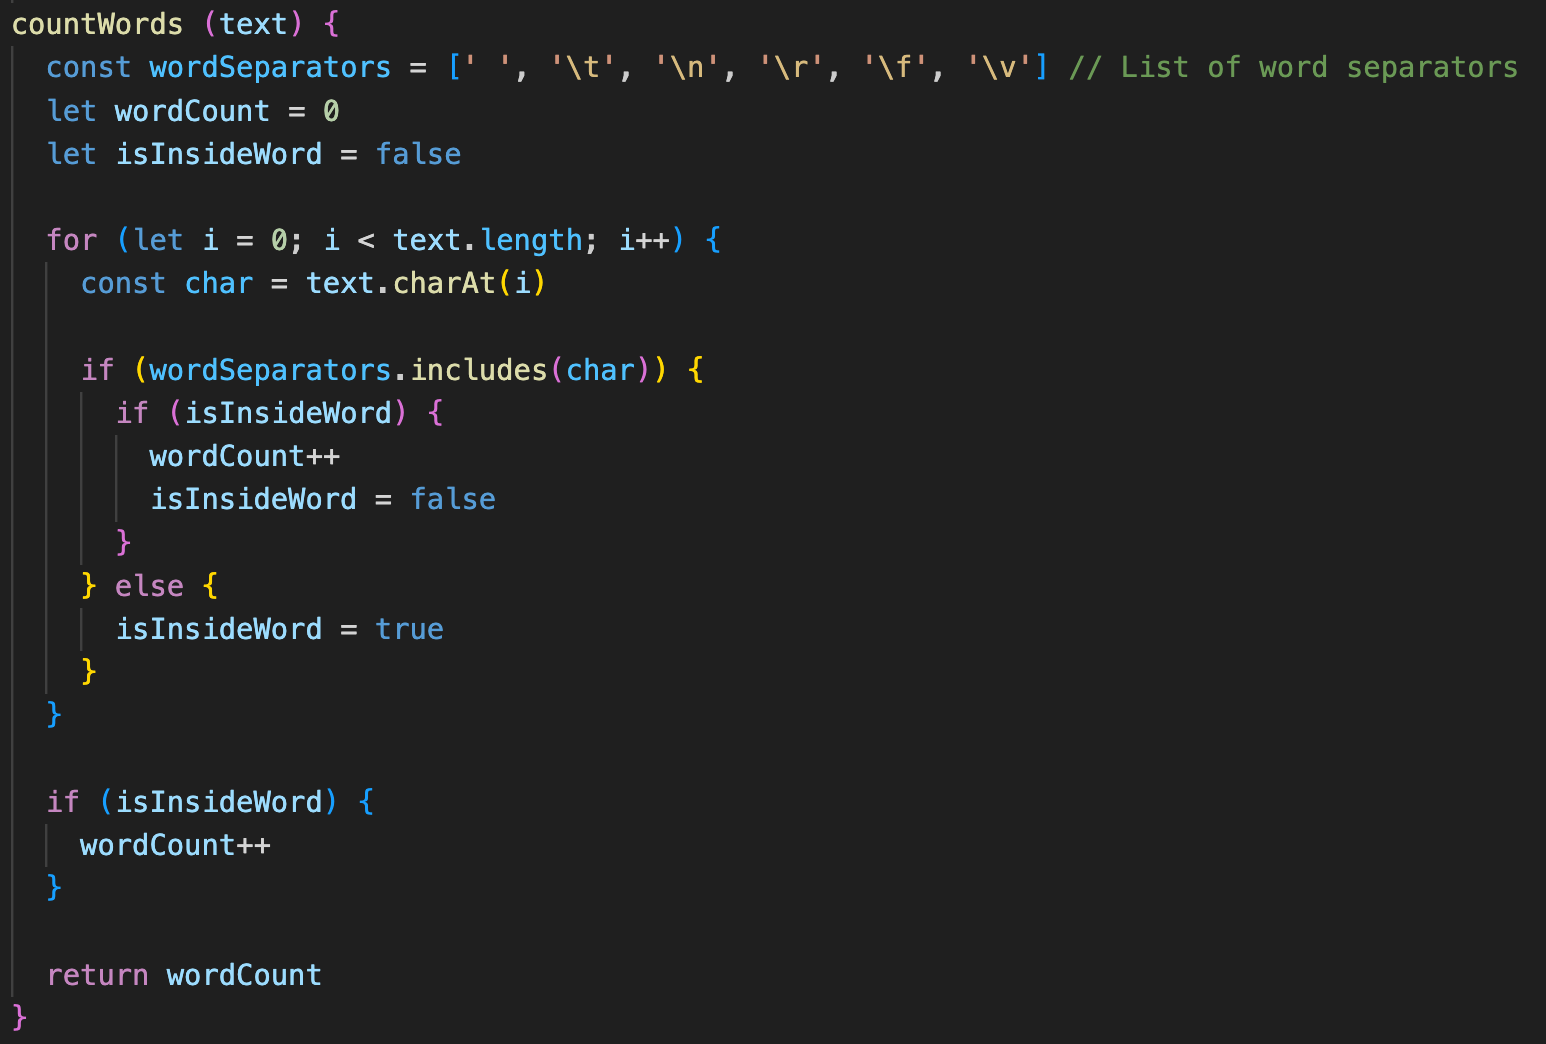 countWords (text) {
  const wordSeparators = [' ', '\t', '\n', '\r', '\f', '\v'] // List of word separators
  let wordCount = 0
  let isInsideWord = false

  for (let i = 0; i < text.length; i++) {
    const char = text.charAt(i)

    if (wordSeparators.includes(char)) {
      if (isInsideWord) {
        wordCount++
        isInsideWord = false
      }
    } else {
      isInsideWord = true
    }
  }

  if (isInsideWord) {
    wordCount++
  }

  return wordCount
}